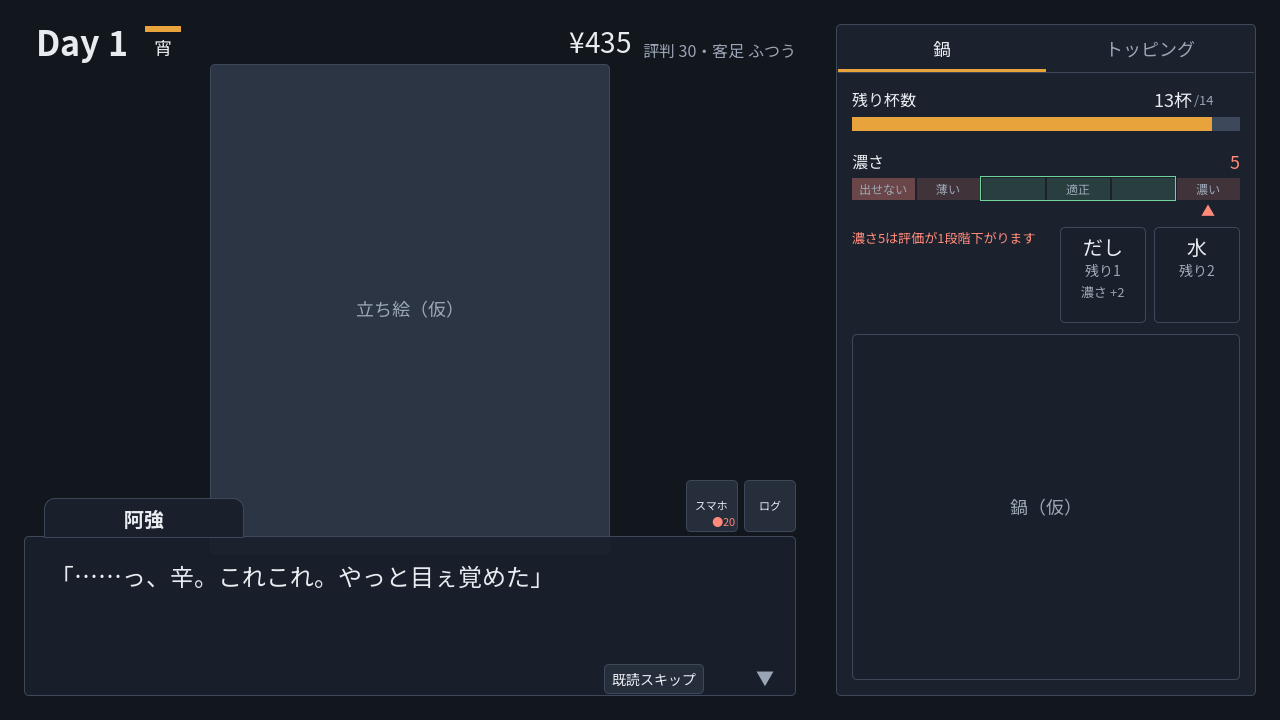 Day 1
宵
¥435
評判 30・客足 ふつう
立ち絵（仮）
スマホ
20
ログ
阿強
「……っ、辛。これこれ。やっと目ぇ覚めた」
既読スキップ
▼
鍋
トッピング
残り杯数
13杯/14
濃さ
5
出せない
薄い
適正
濃い
濃さ5は評価が1段階下がります
だし
残り1
濃さ +2
水
残り2
鍋（仮）